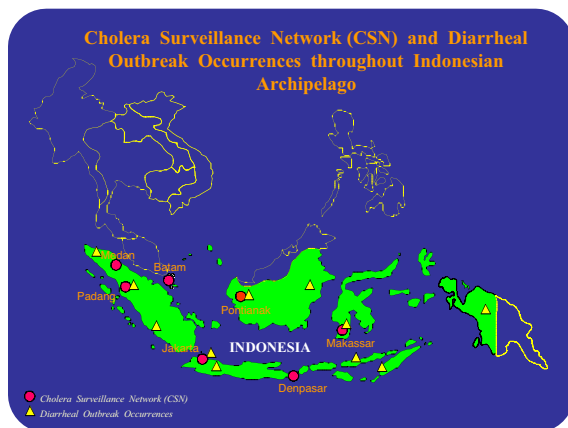 Cholera Surveillance Network (CSN) and Diarrheal
Outbreak Occurrences throughout Indonesian
Archipelago
Medan
Batam
Padang
Pontianak
Makassar
Jakarta
INDONESIA
Denpasar
Cholera Surveillance Network (CSN)
Diarrheal Outbreak Occurrences